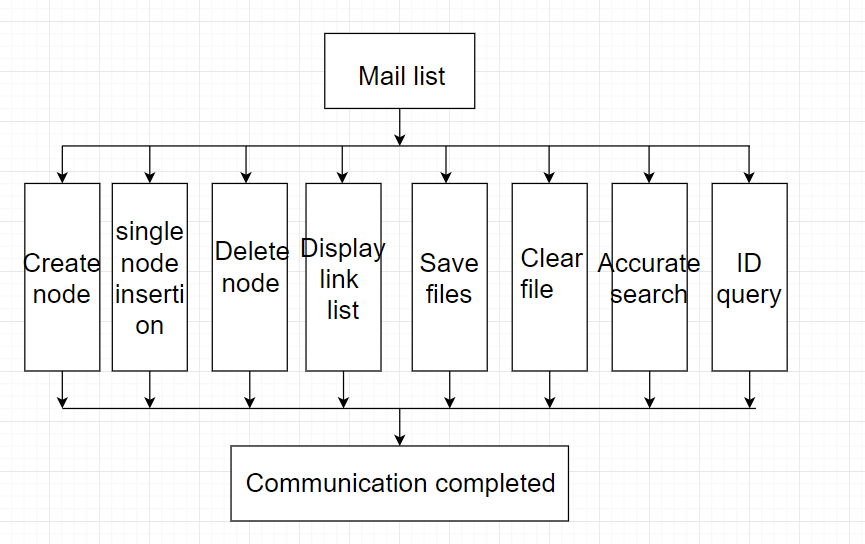 Mail list
Create
node
single
node
inserti
on
Delete
node
Display
link
list
Save
files
Clear
file
Accurate
search
ID
query
Communication completed